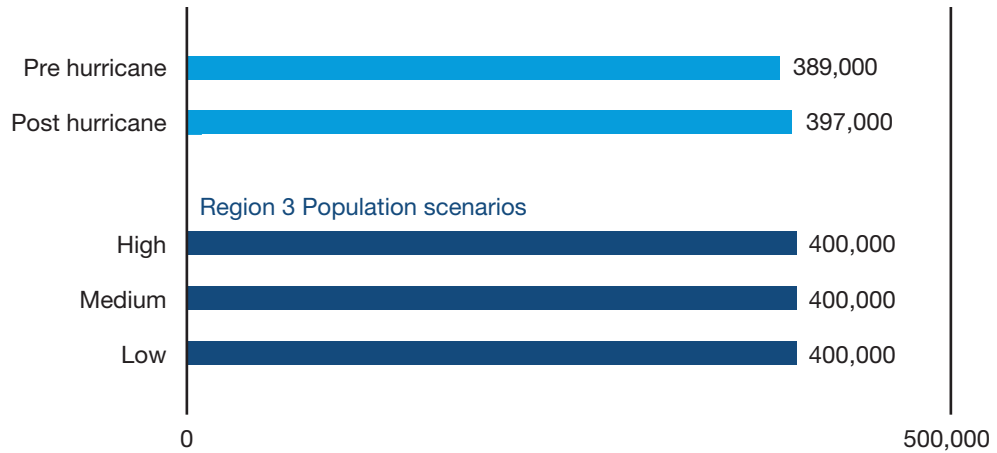 Pre hurricane 389,000
Post hurricane 397,000
Region 3 Population scenarios
High 400,000
Medium 400,000
Low 400,000
0 500,000